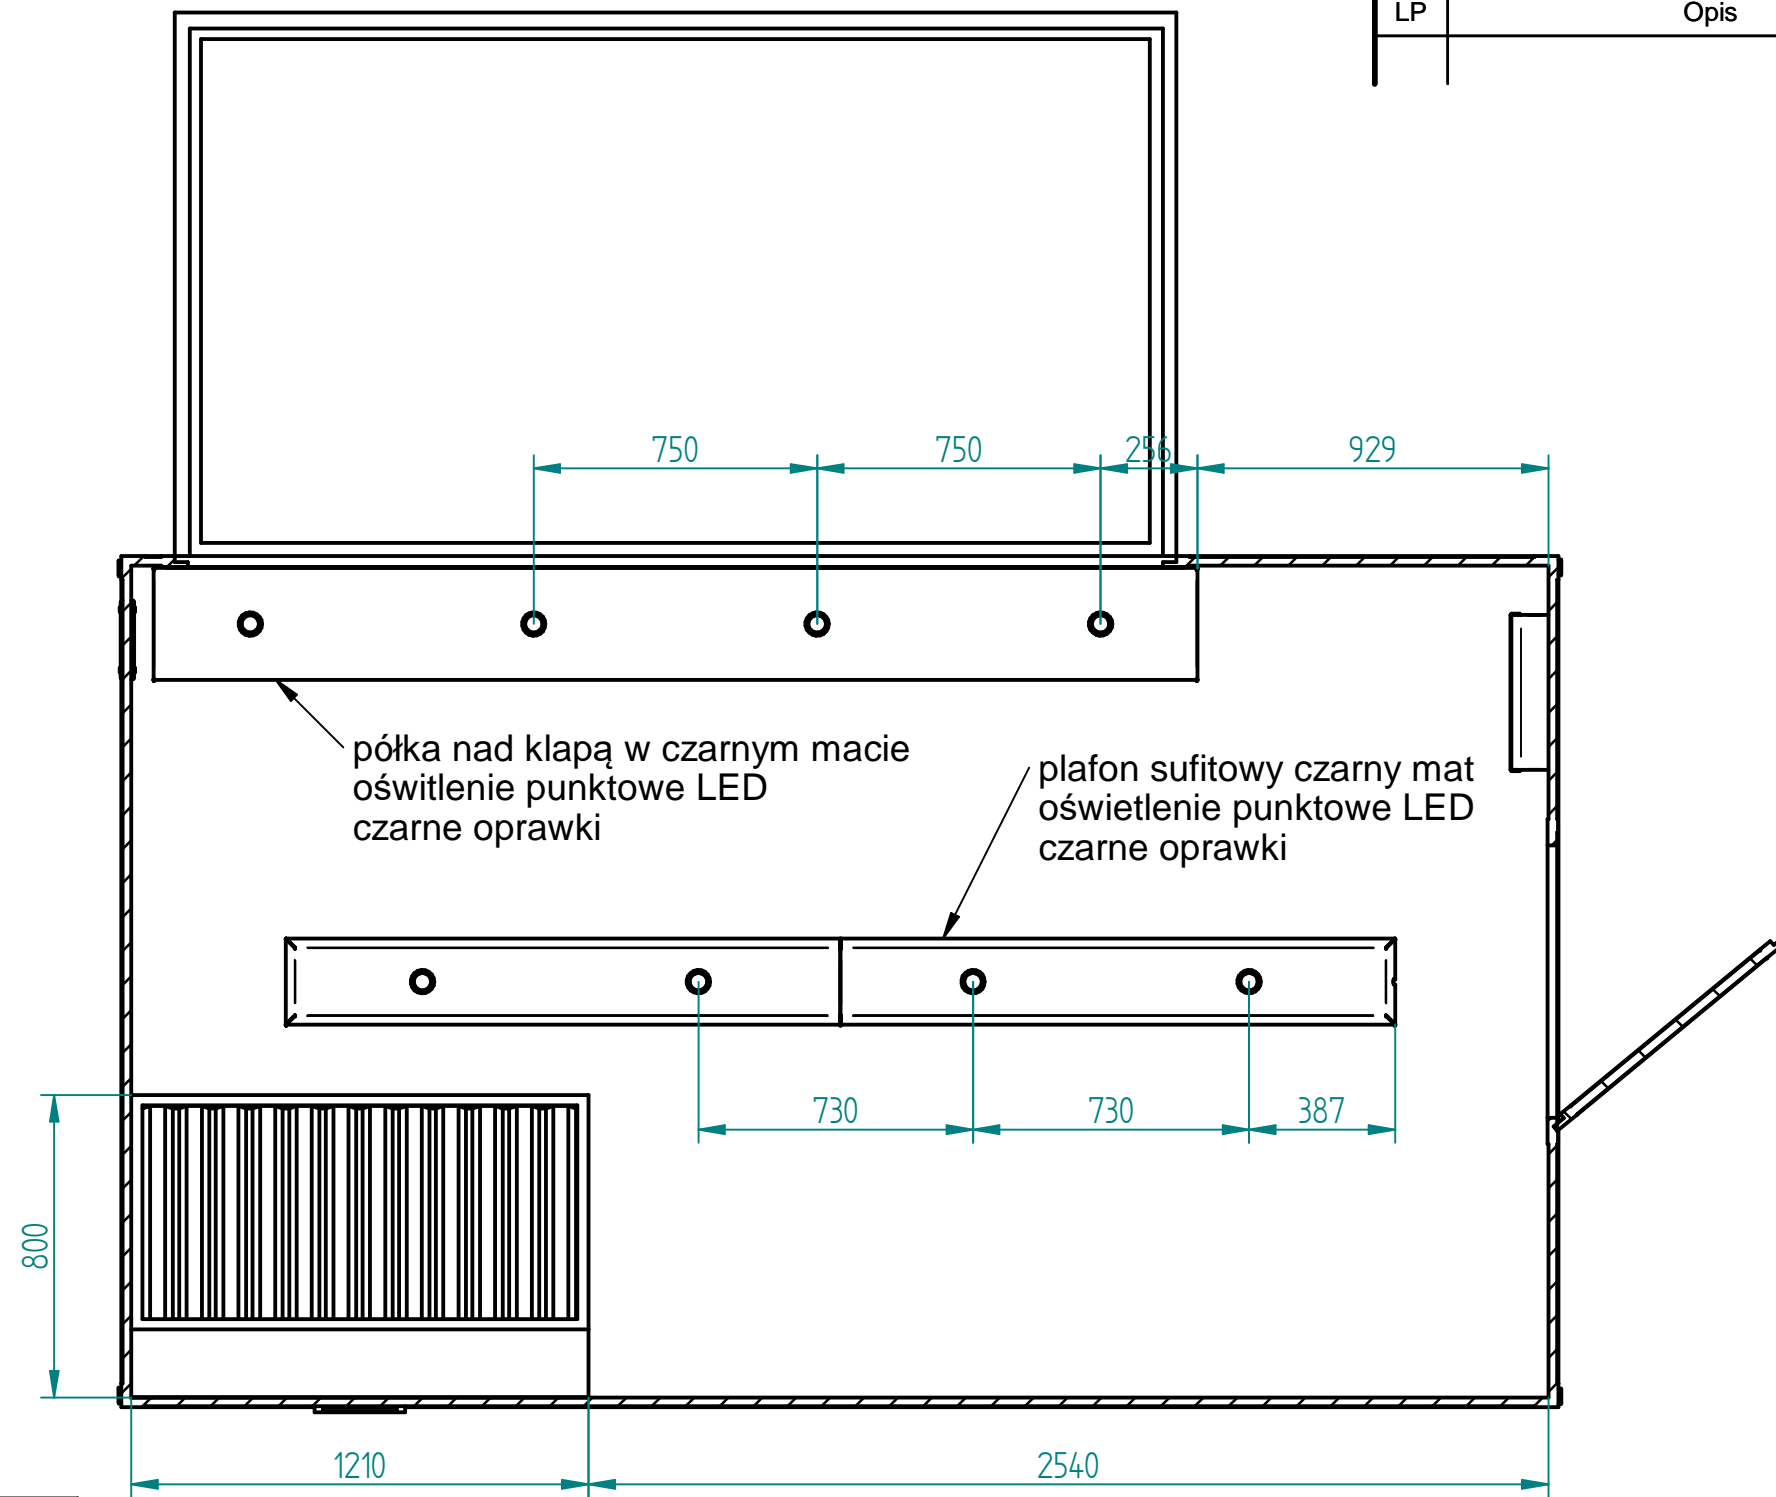 LP Opis
750 750 256 929
półka nad klapą w czarnym macie
oświtlenie punktowe LED
czarne oprawki
plafon sufitowy czarny mat
oświetlenie punktowe LED
czarne oprawki
730 730 387
800
1210 2540